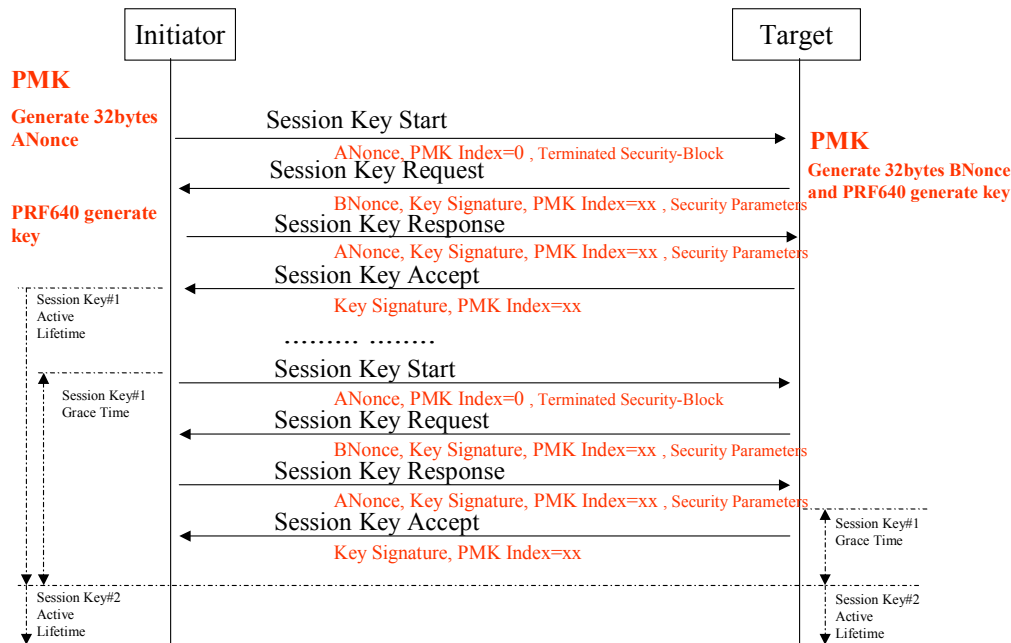 Initiator
Target
PMK
Generate 32bytes
ANonce
Session Key Start
ANonce, PMK Index=0 , Terminated Security-Block
PMK
Generate 32bytes BNonce
and PRF640 generate key
Session Key Request
BNonce, Key Signature, PMK Index=xx , Security Parameters
PRF640 generate
key
Session Key Response
ANonce, Key Signature, PMK Index=xx , Security Parameters
Session Key Accept
Key Signature, PMK Index=xx
Session Key#1
Active
Lifetime
......... ........
Session Key Start
ANonce, PMK Index=0 , Terminated Security-Block
Session Key#1
Grace Time
Session Key Request
BNonce, Key Signature, PMK Index=xx , Security Parameters
Session Key Response
ANonce, Key Signature, PMK Index=xx , Security Parameters
Session Key Accept
Key Signature, PMK Index=xx
Session Key#1
Grace Time
Session Key#2
Active
Lifetime
Session Key#2
Active
Lifetime